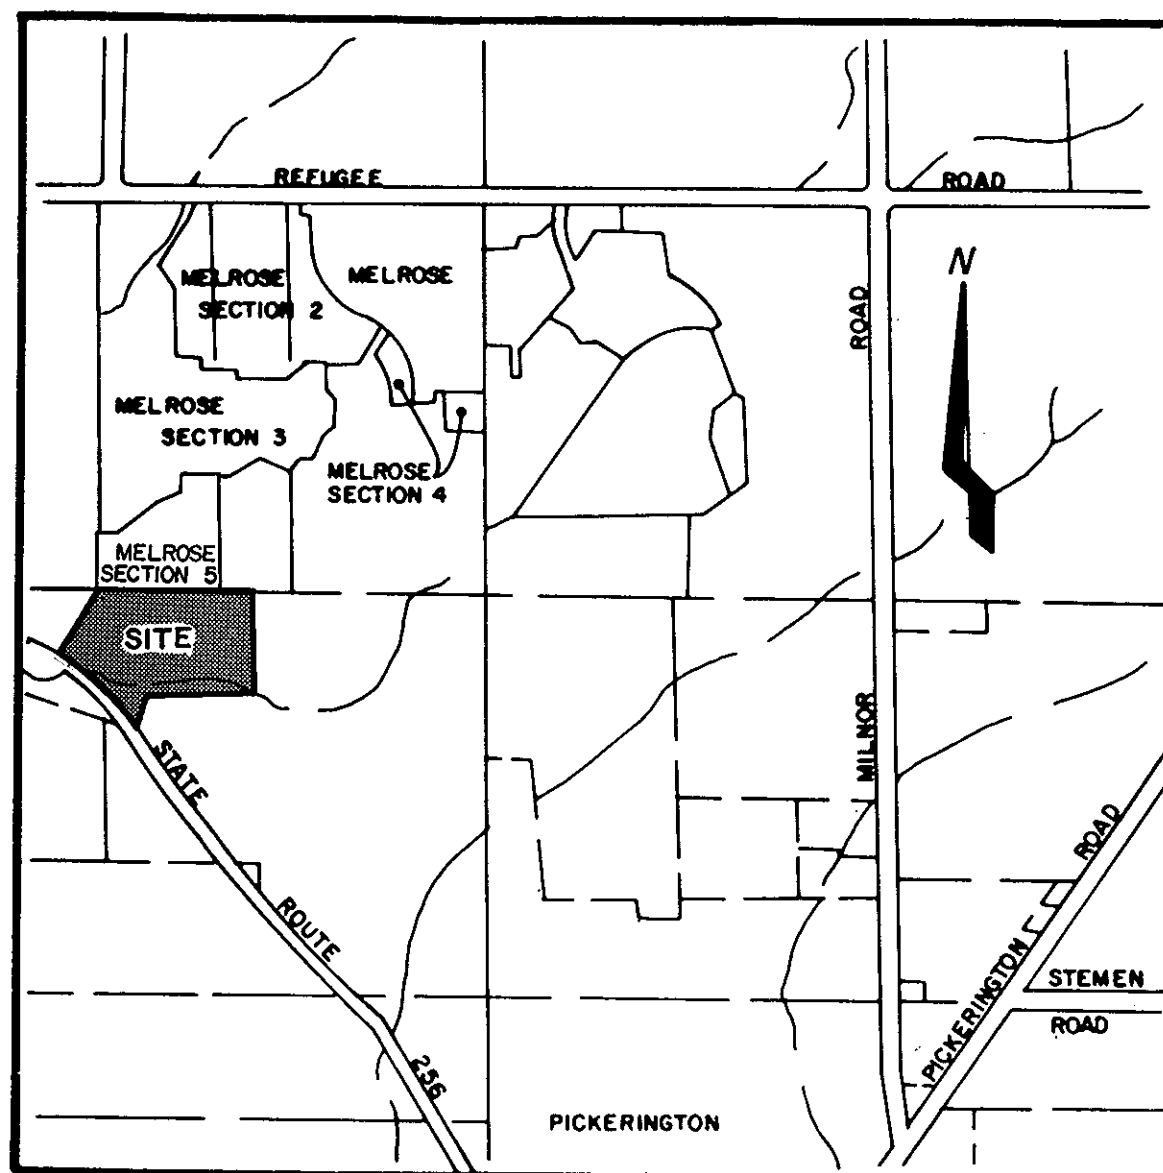 REFUGEE ROAD
N
MELROSE
SECTION 2
MELROSE
ROAD
MELROSE
SECTION 3
MELROSE
SECTION 4
MELROSE
SECTION 5
SITE
MILNOR
STATE
ROUTE
256
ROAD
PICKERINGTON
STEMEN
ROAD
PICKERINGTON